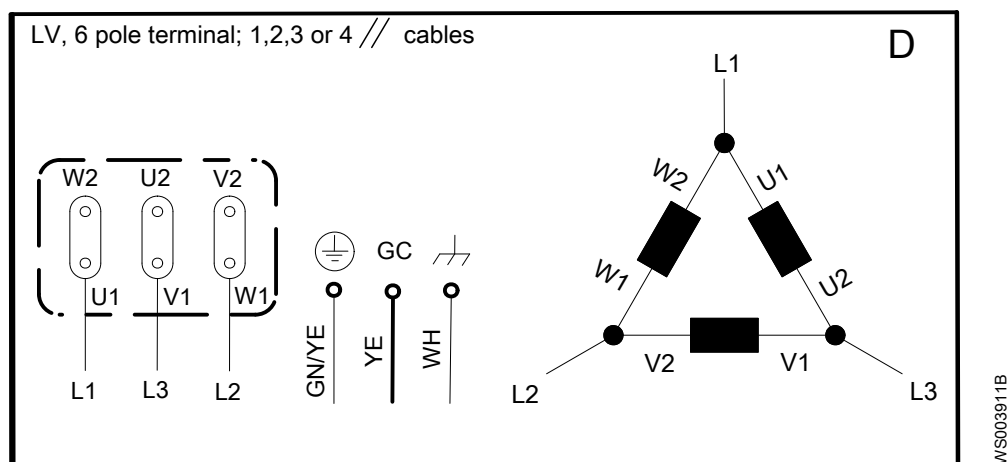 LV, 6 pole terminal; 1,2,3 or 4 // cables
D
W2 U2 V2
U1 V1 W1
L1 L3 L2
GC
GN/YE YE WH
L1
W2 U1
W1 U2
V2 V1
L2 L3
WS003911B